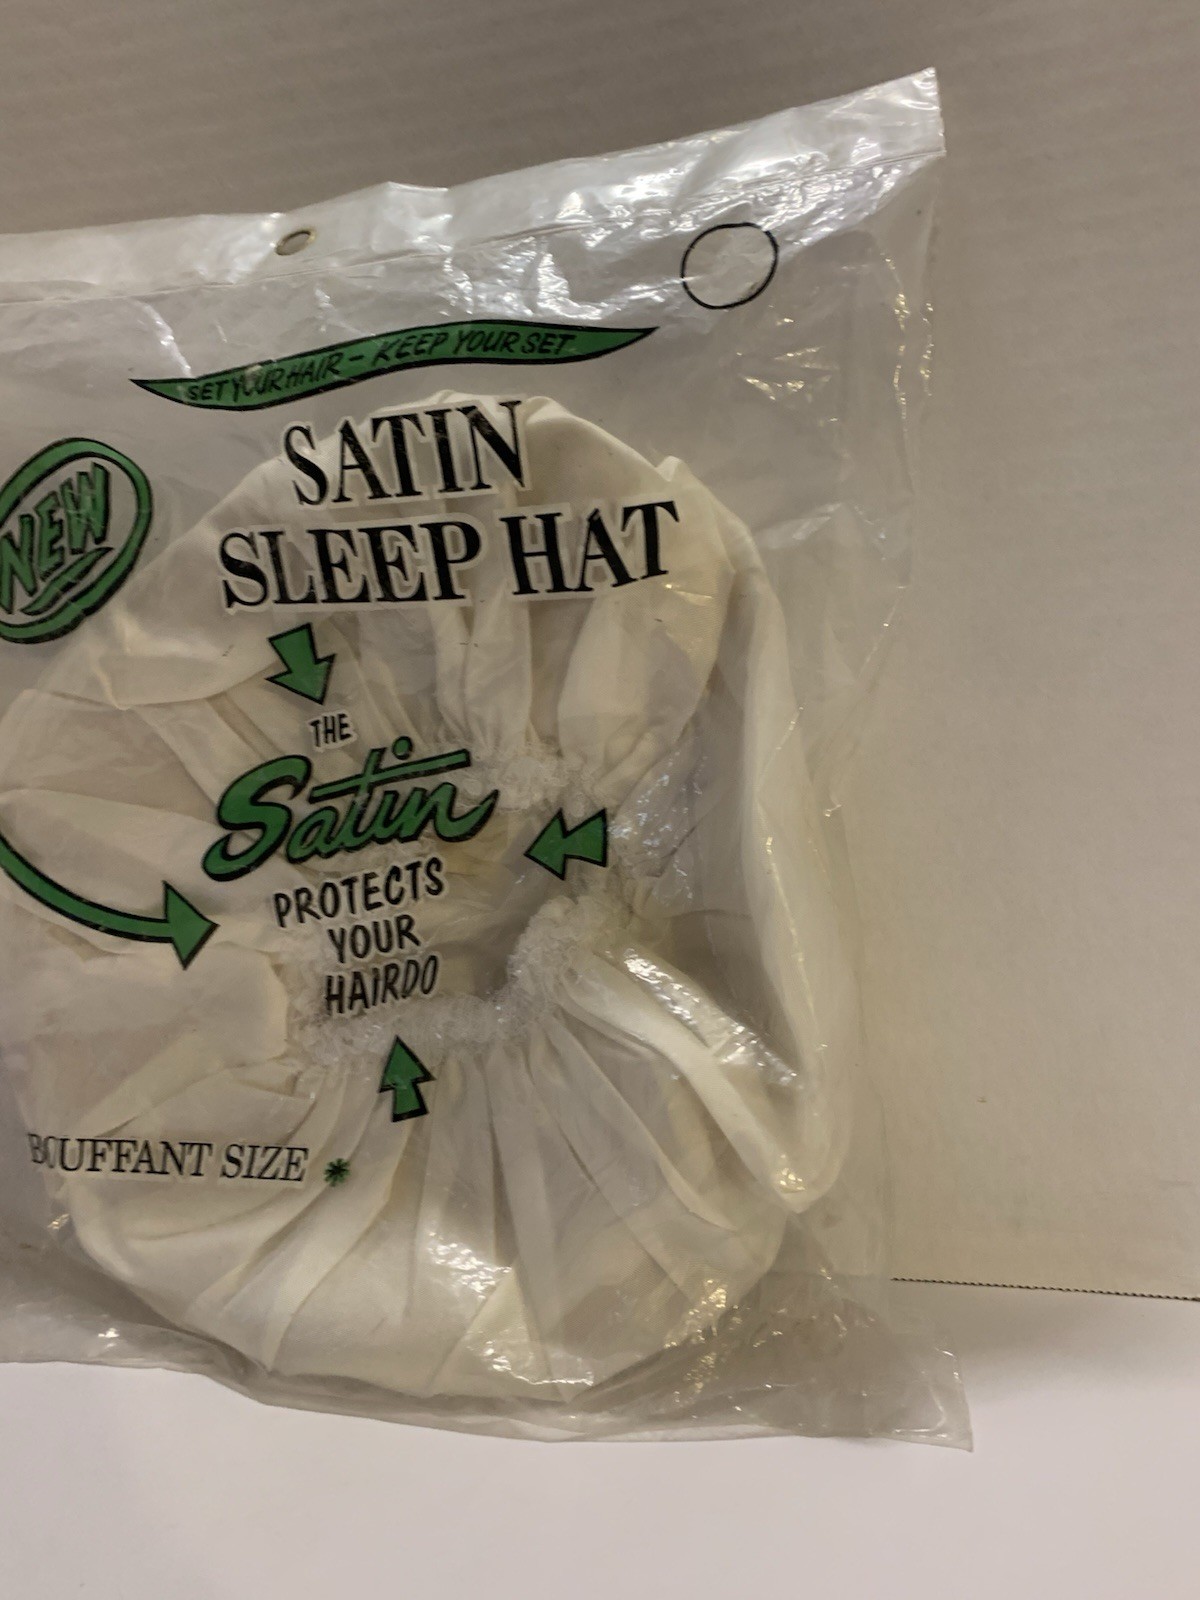 SET YOUR HAIR - KEEP YOUR SET
NEW
SATIN
SLEEP HAT
THE
Satin
PROTECTS
YOUR
HAIRDO
BOUFFANT SIZE *